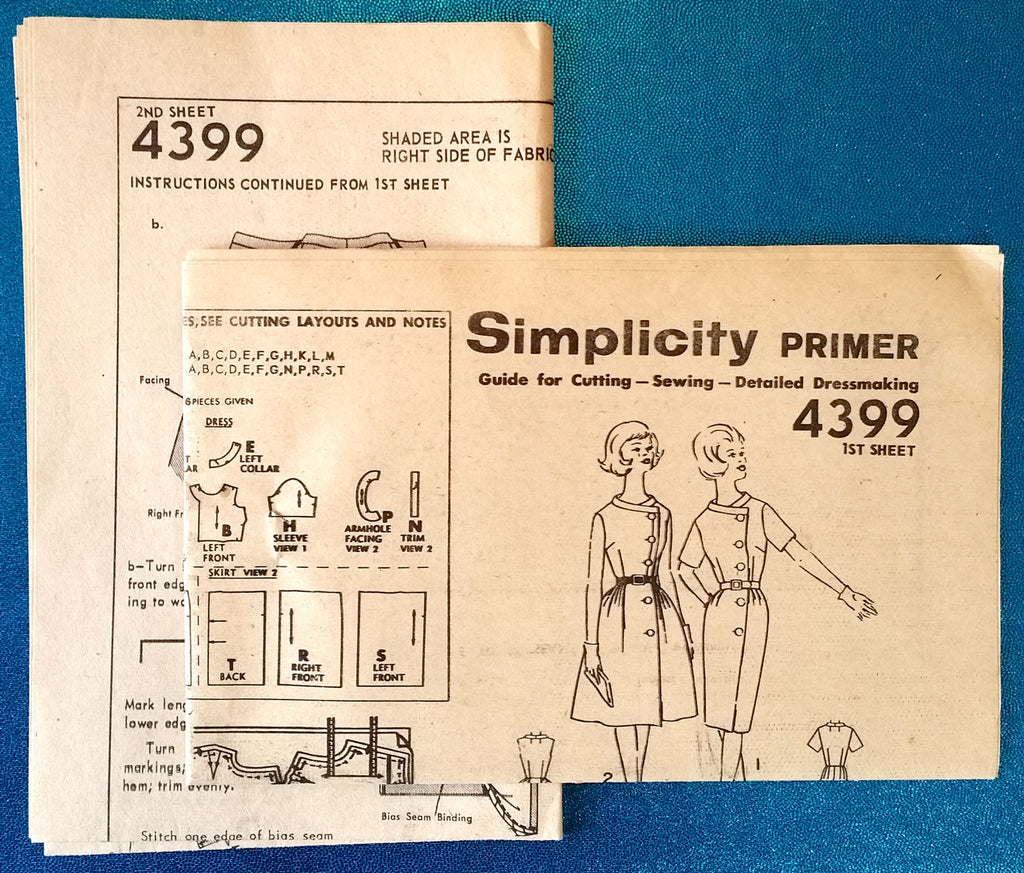 2ND SHEET
4399
SHADED AREA IS
RIGHT SIDE OF FABRIC
INSTRUCTIONS CONTINUED FROM 1ST SHEET
b.
Facing
Right Fr
b—Turn
front edg
ing to wo
Mark leng
lower edg
Turn
markings;
hem; trim evenly.
Bias Seam Binding
Stitch one edge of bias seam
ES, SEE CUTTING LAYOUTS AND NOTES
A,B,C,D,E,F,G,H,K,L,M
A,B,C,D,E,F,G,N,P,R,S,T
PIECES GIVEN
DRESS
E
LEFT
COLLAR
T
AR
B
LEFT
FRONT
H
SLEEVE
VIEW 1
P
ARMHOLE
FACING
VIEW 2
N
TRIM
VIEW 2
SKIRT VIEW 2
T
BACK
R
RIGHT
FRONT
S
LEFT
FRONT
Simplicity PRIMER
Guide for Cutting — Sewing — Detailed Dressmaking
4399
1ST SHEET
2
1